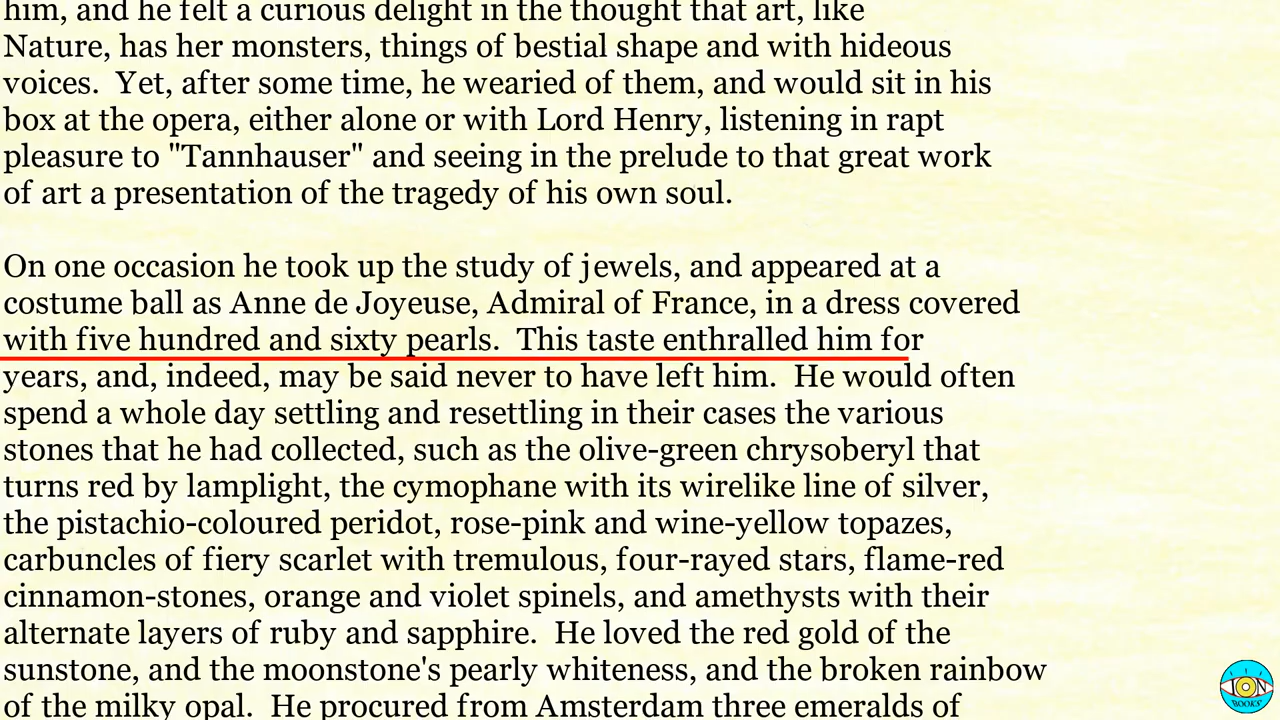 him, and he felt a curious delight in the thought that art, like
Nature, has her monsters, things of bestial shape and with hideous
voices.  Yet, after some time, he wearied of them, and would sit in his
box at the opera, either alone or with Lord Henry, listening in rapt
pleasure to "Tannhauser" and seeing in the prelude to that great work
of art a presentation of the tragedy of his own soul.
On one occasion he took up the study of jewels, and appeared at a
costume ball as Anne de Joyeuse, Admiral of France, in a dress covered
with five hundred and sixty pearls.  This taste enthralled him for
years, and, indeed, may be said never to have left him.  He would often
spend a whole day settling and resettling in their cases the various
stones that he had collected, such as the olive-green chrysoberyl that
turns red by lamplight, the cymophane with its wirelike line of silver,
the pistachio-coloured peridot, rose-pink and wine-yellow topazes,
carbuncles of fiery scarlet with tremulous, four-rayed stars, flame-red
cinnamon-stones, orange and violet spinels, and amethysts with their
alternate layers of ruby and sapphire.  He loved the red gold of the
sunstone, and the moonstone's pearly whiteness, and the broken rainbow
of the milky opal.  He procured from Amsterdam three emeralds of
ION
BOOKS